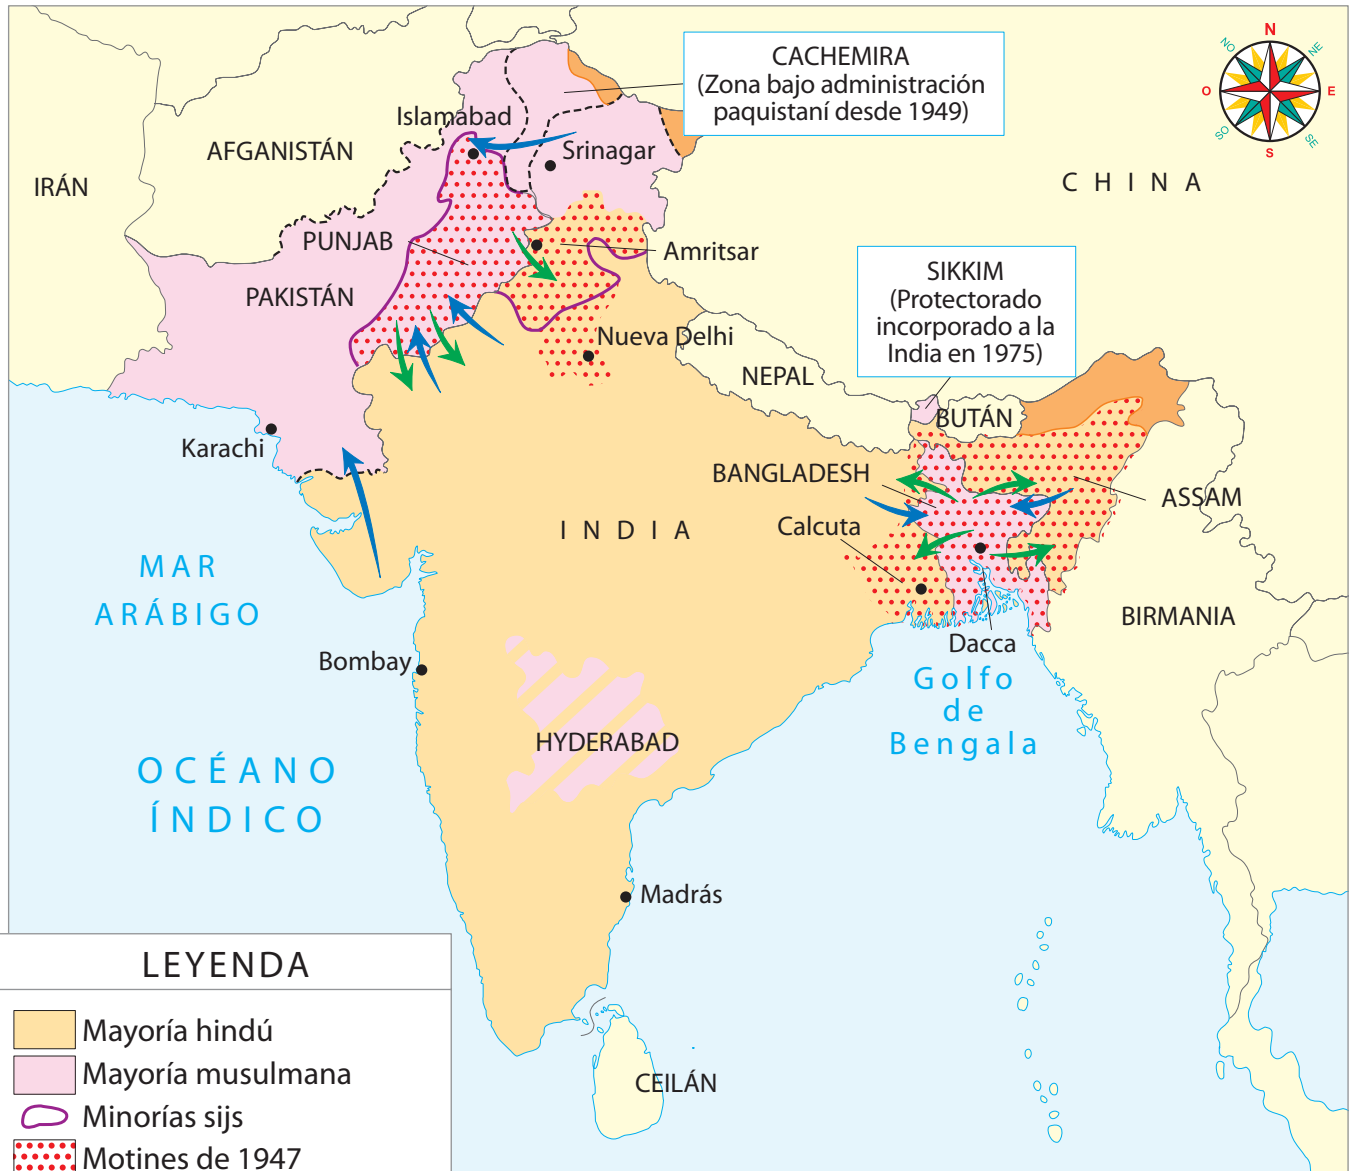 N
NO
NE
O
E
SO
SE
S
CACHEMIRA
(Zona bajo administración
paquistaní desde 1949)
Islamabad
Srinagar
AFGANISTÁN
IRÁN
CHINA
PUNJAB
Amritsar
PAKISTÁN
SIKKIM
(Protectorado
incorporado a la
India en 1975)
Nueva Delhi
NEPAL
BUTÁN
Karachi
BANGLADESH
ASSAM
INDIA
Calcuta
MAR
ARÁBIGO
BIRMANIA
Dacca
Bombay
Golfo
de
Bengala
HYDERABAD
OCÉANO
ÍNDICO
Madrás
LEYENDA
Mayoría hindú
Mayoría musulmana
CEILÁN
Minorías sijs
Motines de 1947